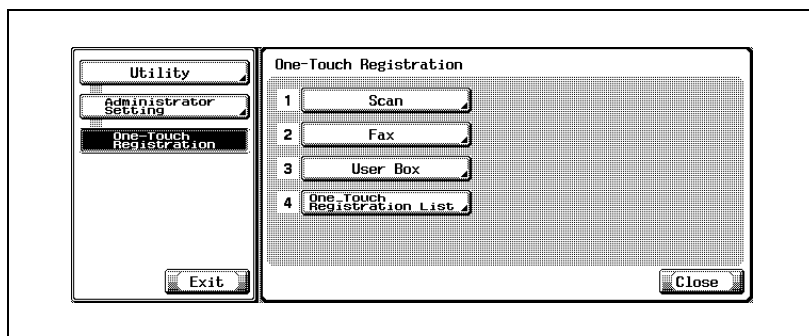 Utility
Administrator
Setting
One-Touch
Registration
Exit
One-Touch Registration
1 Scan
2 Fax
3 User Box
4 One-Touch
Registration List
Close